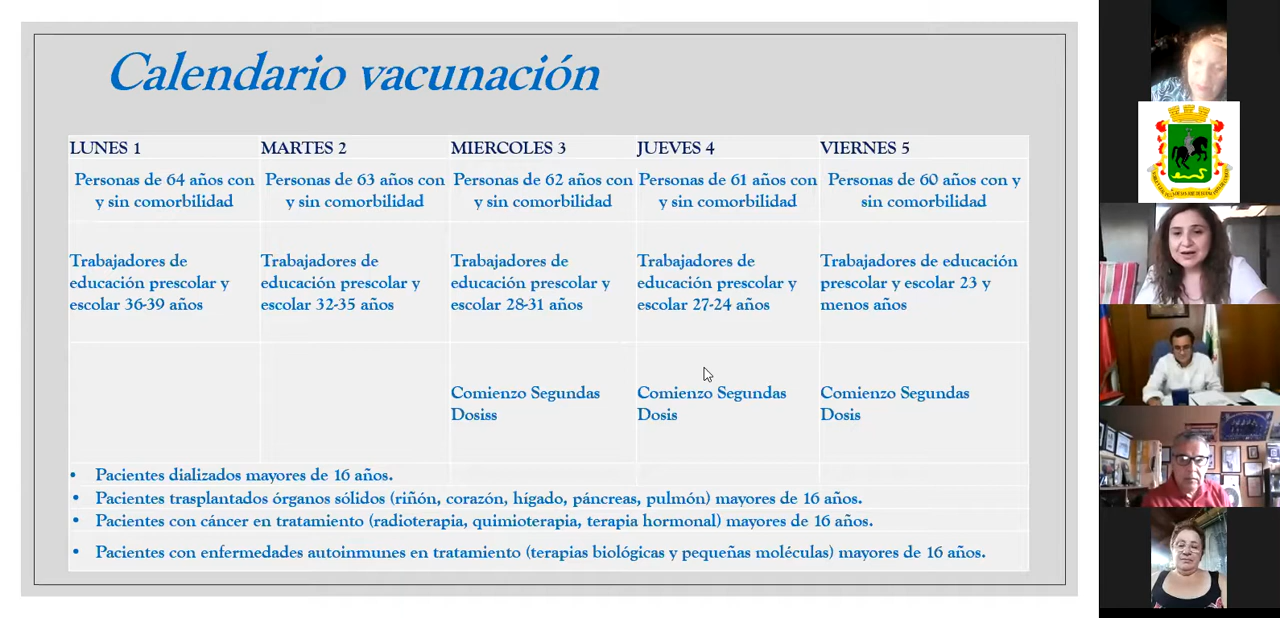 Calendario vacunación
LUNES 1
MARTES 2
MIERCOLES 3
JUEVES 4
VIERNES 5
Personas de 64 años con
y sin comorbilidad
Personas de 63 años con
y sin comorbilidad
Personas de 62 años con
y sin comorbilidad
Personas de 61 años con
y sin comorbilidad
Personas de 60 años con y
sin comorbilidad
Trabajadores de
educación prescolar y
escolar 36-39 años
Trabajadores de
educación prescolar y
escolar 32-35 años
Trabajadores de
educación prescolar y
escolar 28-31 años
Trabajadores de
educación prescolar y
escolar 27-24 años
Trabajadores de educación
prescolar y escolar 23 y
menos años
Comienzo Segundas
Dosiss
Comienzo Segundas
Dosis
Comienzo Segundas
Dosis
• Pacientes dializados mayores de 16 años.
• Pacientes trasplantados órganos sólidos (riñón, corazón, hígado, páncreas, pulmón) mayores de 16 años.
• Pacientes con cáncer en tratamiento (radioterapia, quimioterapia, terapia hormonal) mayores de 16 años.
• Pacientes con enfermedades autoinmunes en tratamiento (terapias biológicas y pequeñas moléculas) mayores de 16 años.